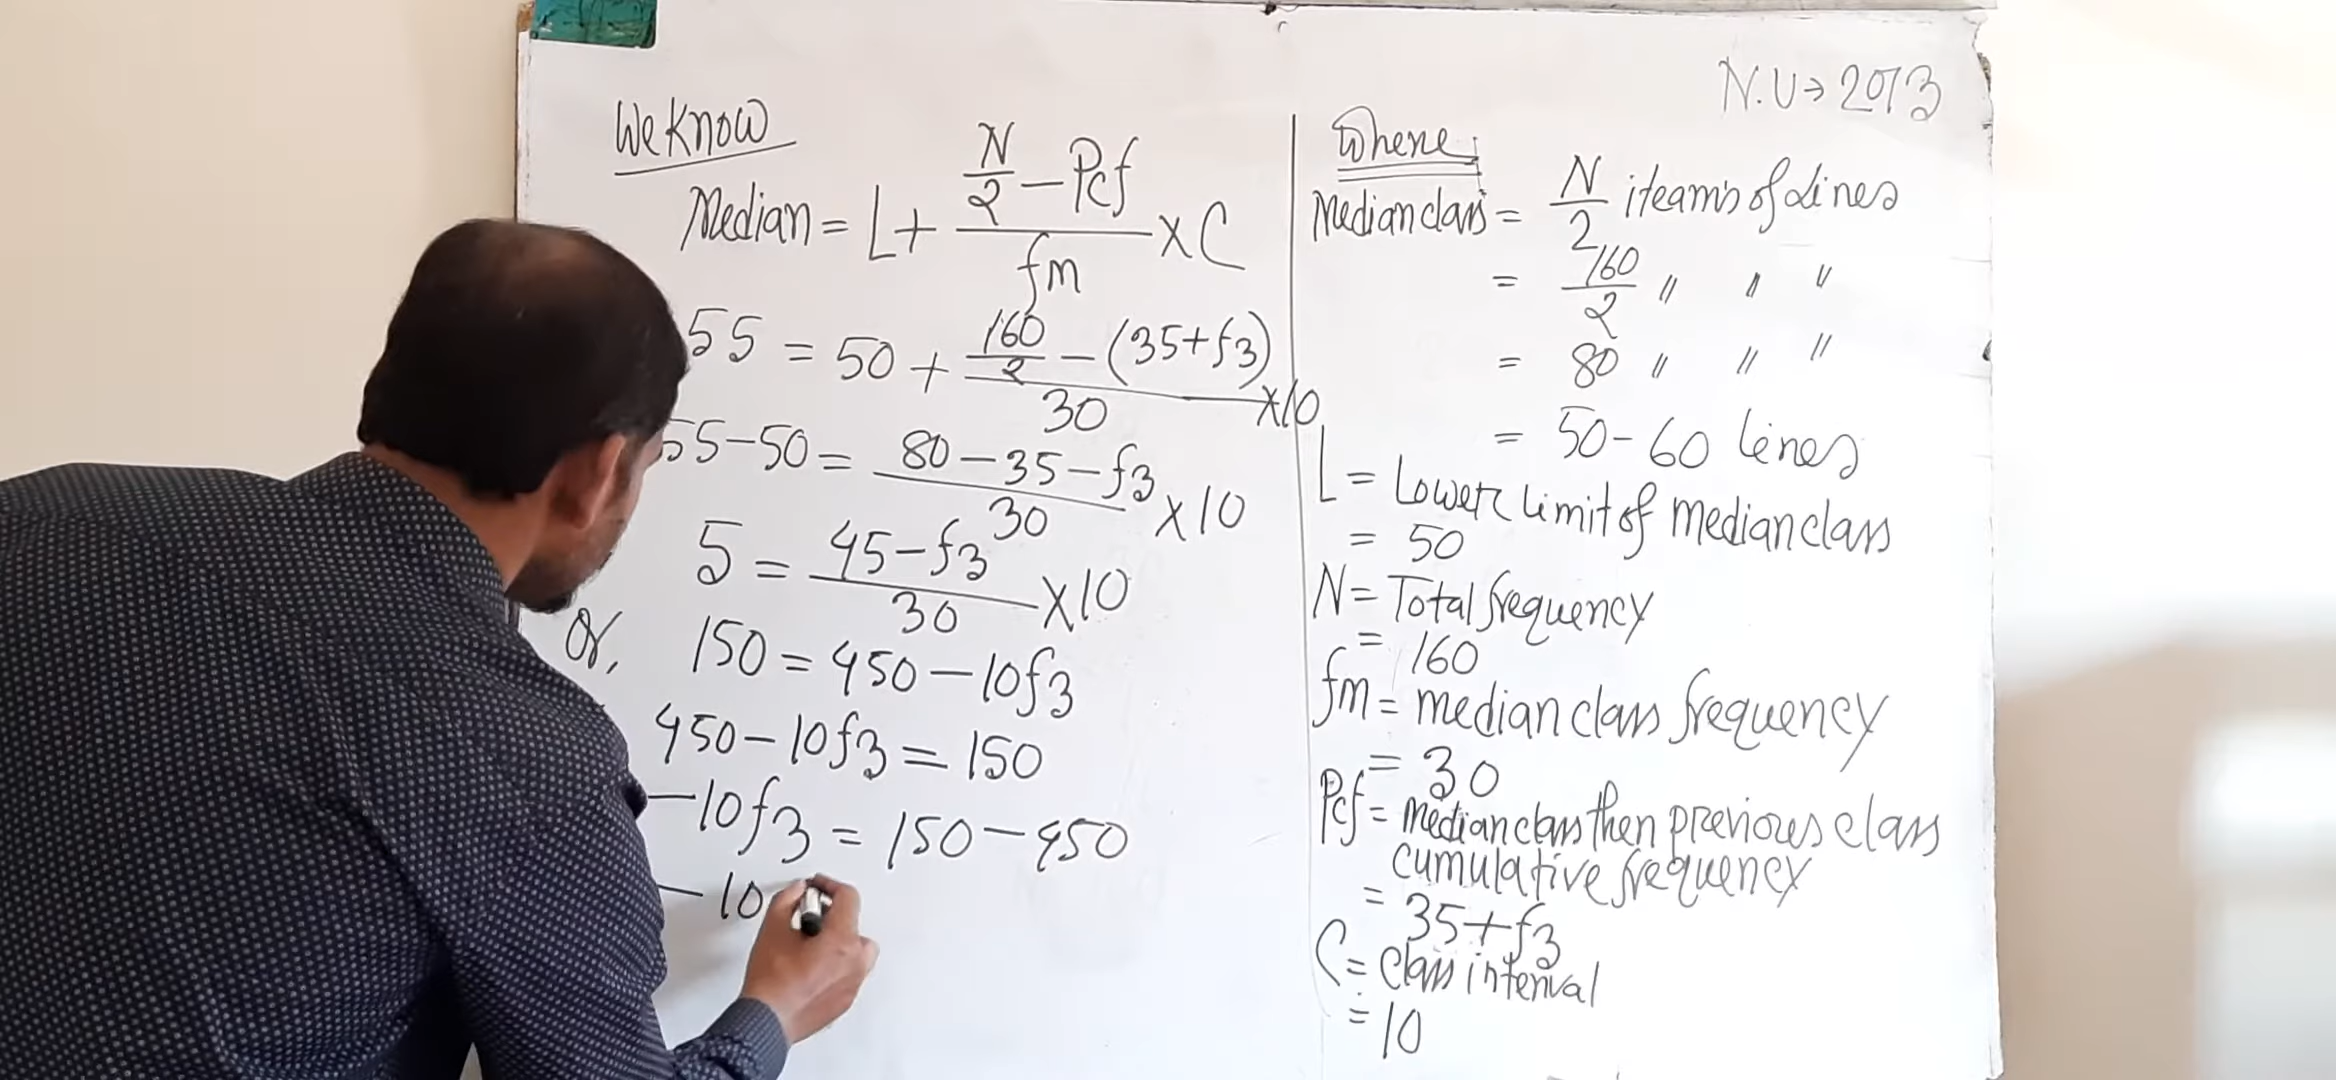 N.U→2013
We Know
Median = L + (N/2 − Pcf)/fm × C
55 = 50 + (160/2 − (35+f3))/30 × 10
55−50 = (80−35−f3)/30 × 10
5 = (45−f3)/30 × 10
or, 150 = 450 − 10f3
450 − 10f3 = 150
−10f3 = 150 − 450
−10
Where;
Median class = N/2 iteam's of Lines
= 160/2 〃 〃 〃
= 80 〃 〃 〃
= 50-60 lines
L = Lower Limit of Median class
= 50
N = Total frequency
= 160
fm = median class frequency
= 30
Pcf = Median class then previous class
cumulative frequency
= 35+f3
C = Class interval
= 10